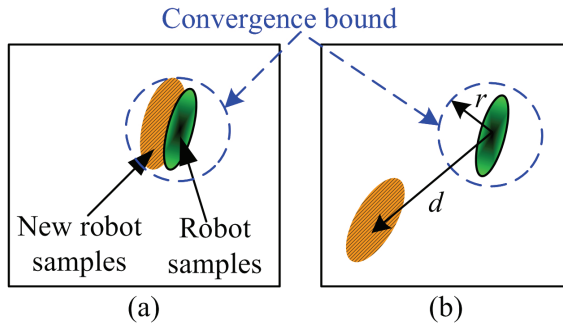 Convergence bound
New robot
samples
Robot
samples
r
d
(a)
(b)